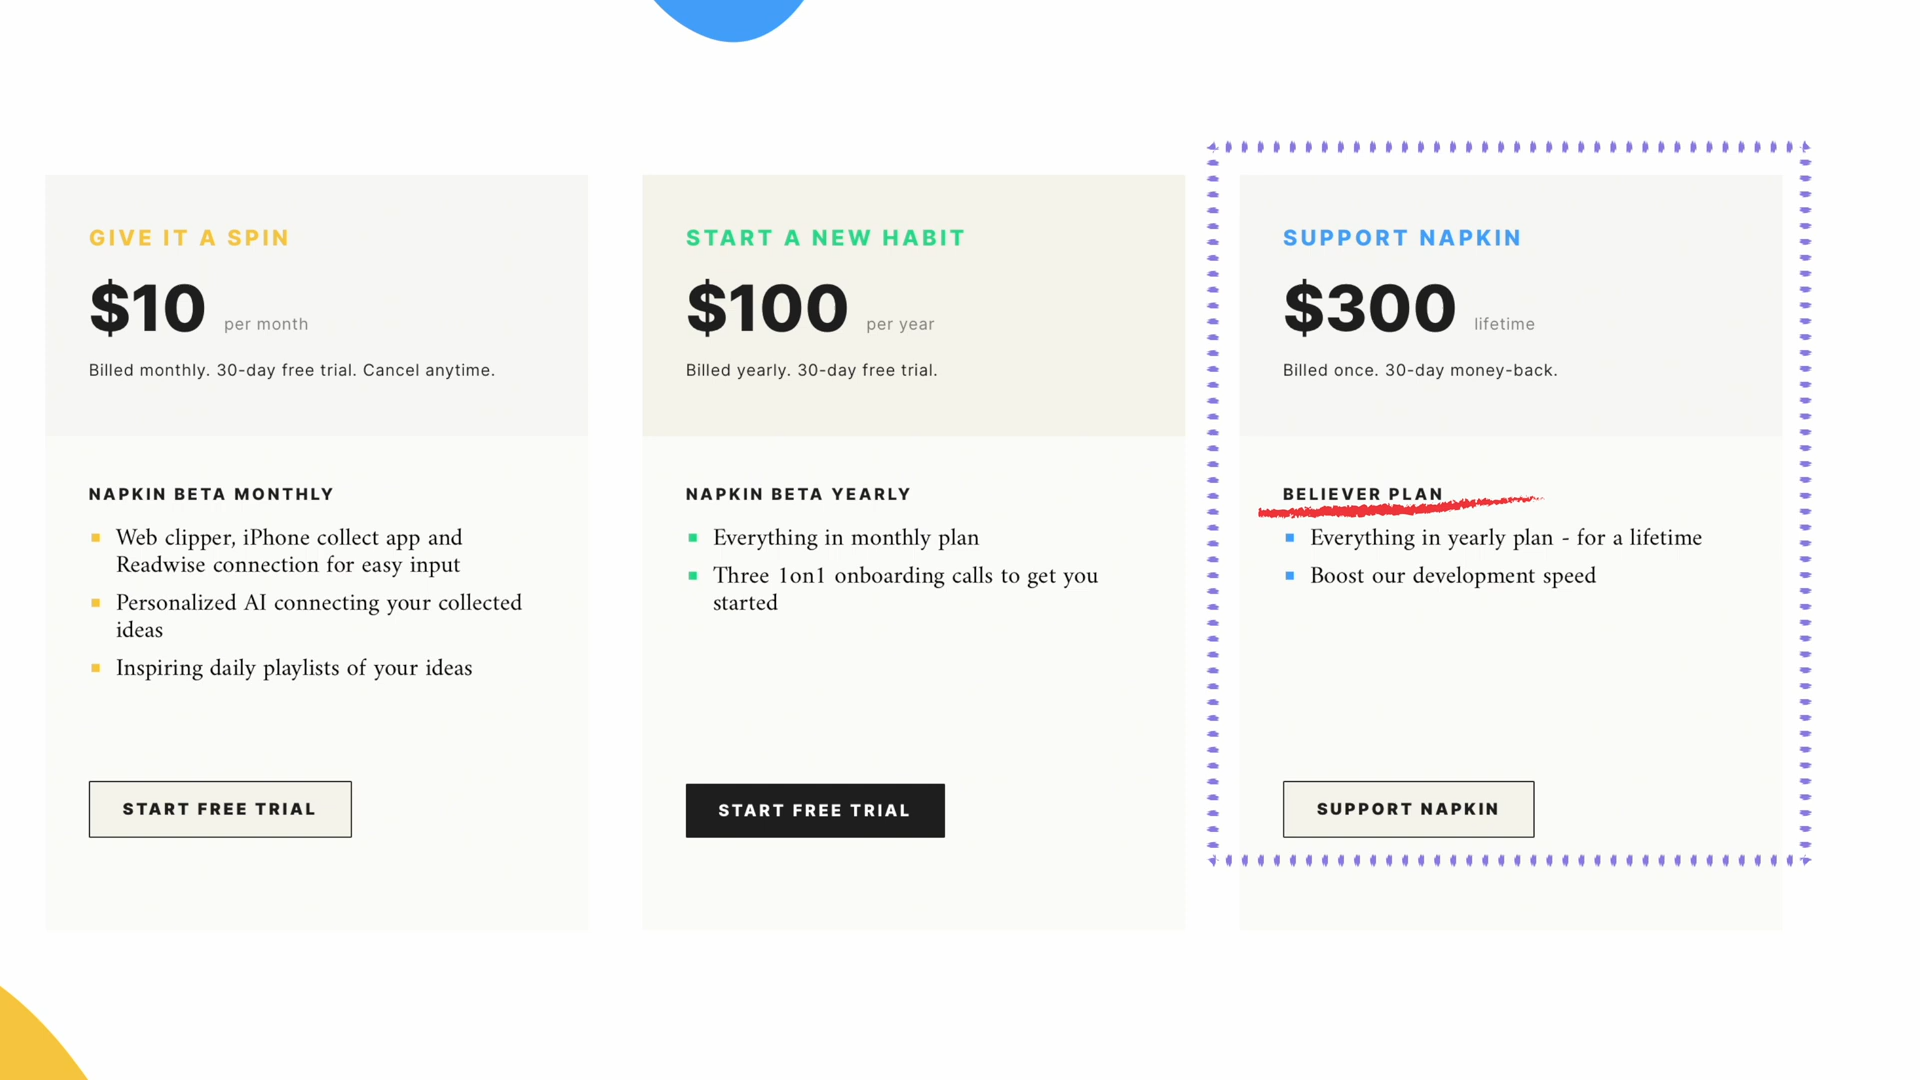 GIVE IT A SPIN
$10 per month
Billed monthly. 30-day free trial. Cancel anytime.
NAPKIN BETA MONTHLY
Web clipper, iPhone collect app and
Readwise connection for easy input
Personalized AI connecting your collected
ideas
Inspiring daily playlists of your ideas
START FREE TRIAL
START A NEW HABIT
$100 per year
Billed yearly. 30-day free trial.
NAPKIN BETA YEARLY
Everything in monthly plan
Three 1on1 onboarding calls to get you
started
START FREE TRIAL
SUPPORT NAPKIN
$300 lifetime
Billed once. 30-day money-back.
BELIEVER PLAN
Everything in yearly plan - for a lifetime
Boost our development speed
SUPPORT NAPKIN